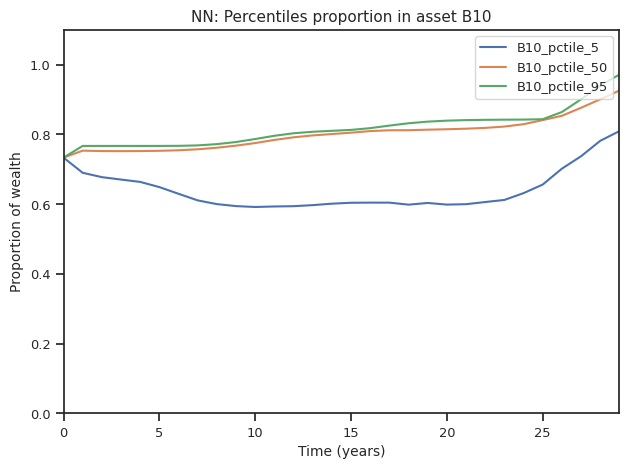 NN: Percentiles proportion in asset B10
B10_pctile_5
B10_pctile_50
B10_pctile_95
Proportion of wealth
1.0
0.8
0.6
0.4
0.2
0.0
0 5 10 15 20 25
Time (years)